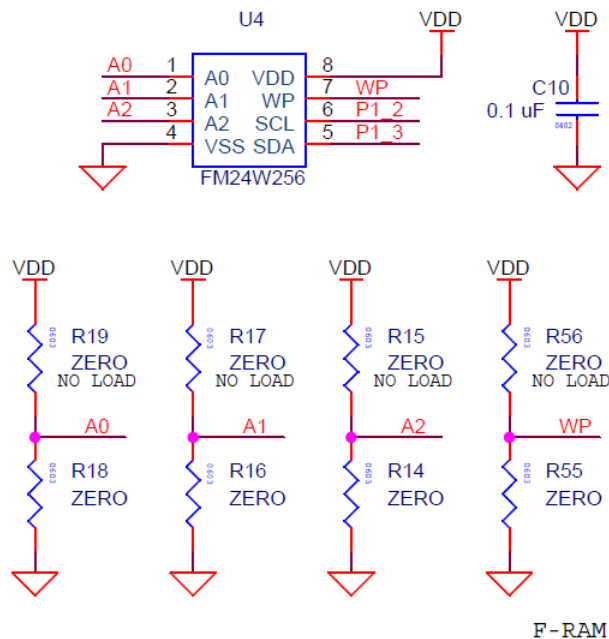 U4
VDD
VDD
A0 1 A0 VDD 8
A1 2 A1 WP 7 WP
A2 3 A2 SCL 6 P1_2
4 VSS SDA 5 P1_3
FM24W256
C10
0.1 uF
0402
VDD VDD VDD VDD
0603 R19 0603 R17 0603 R15 0603 R56
ZERO ZERO ZERO ZERO
NO LOAD NO LOAD NO LOAD NO LOAD
A0 A1 A2 WP
0603 R18 0603 R16 0603 R14 0603 R55
ZERO ZERO ZERO ZERO
F-RAM